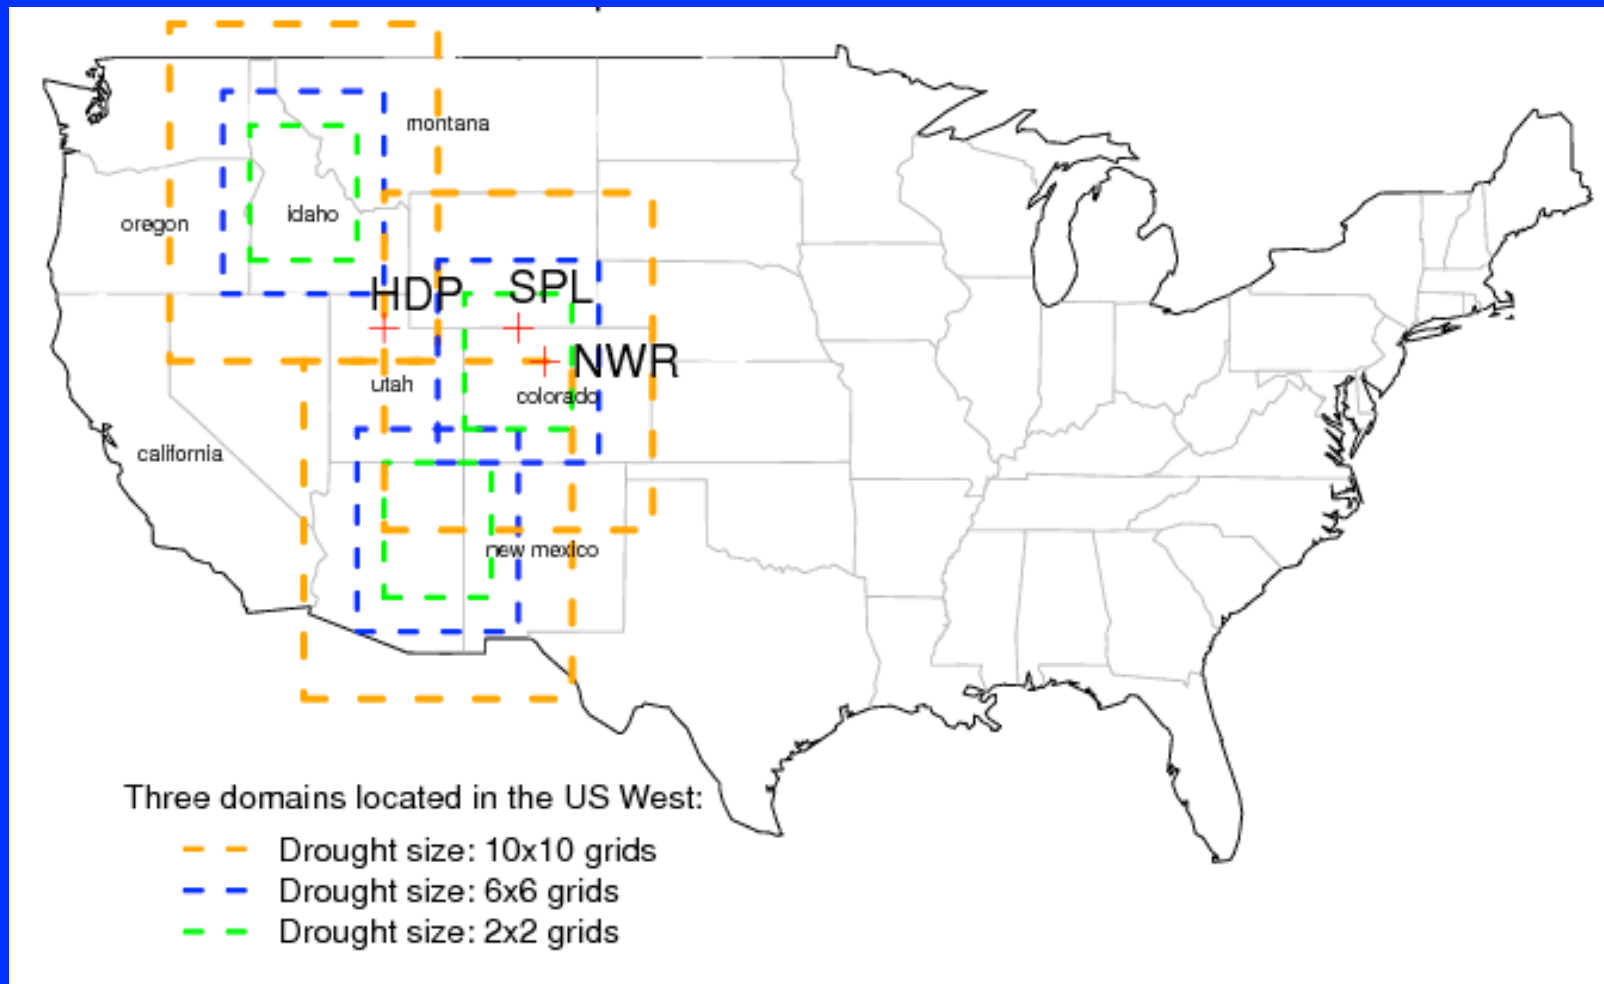 montana
oregon
idaho
HDP
SPL
NWR
utah
colorado
california
new mexico
Three domains located in the US West:
Drought size: 10x10 grids
Drought size: 6x6 grids
Drought size: 2x2 grids